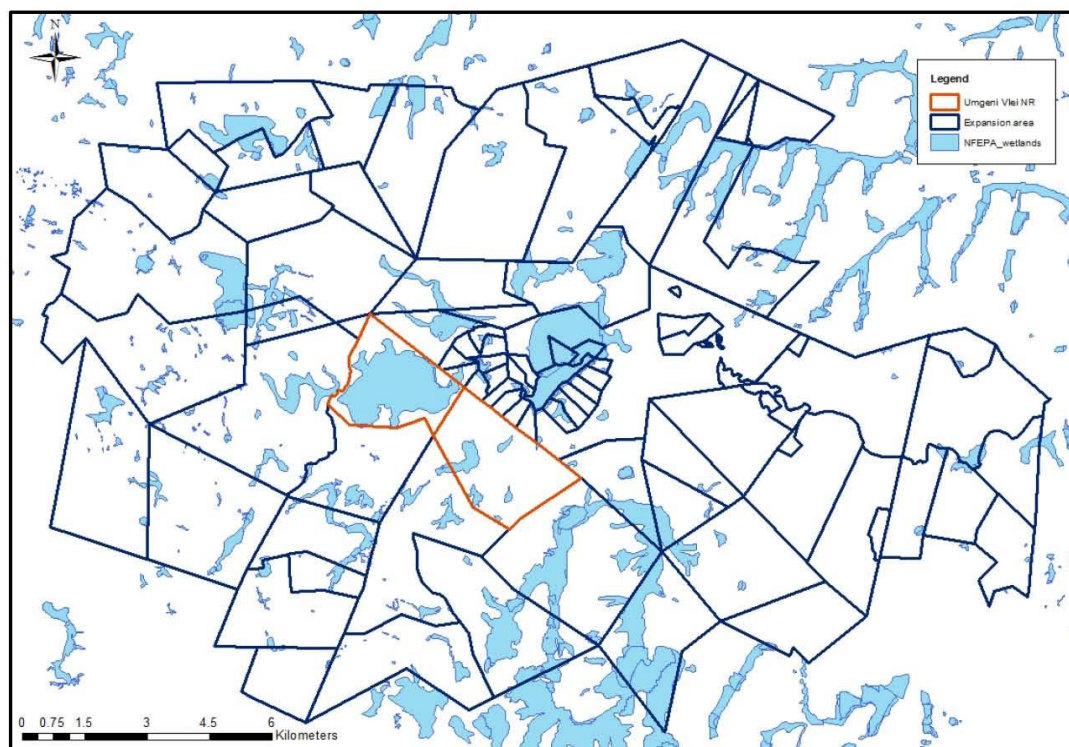 N
Legend
Umgeni Vlei NR
Expansion area
NFEPA_wetlands
0 0.75 1.5 3 4.5 6
Kilometers